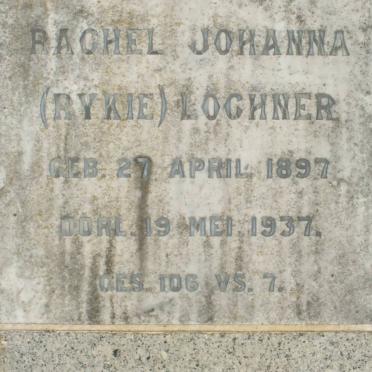 RACHEL JOHANNA
(RYKIE) LOCHNER
GEB. 27 APRIL 1897.
OORL. 19 MEI 1937.
GES. 106 VS. 7.